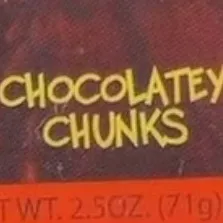 CHOCOLATEY
CHUNKS
T WT. 2.5OZ. (71g)